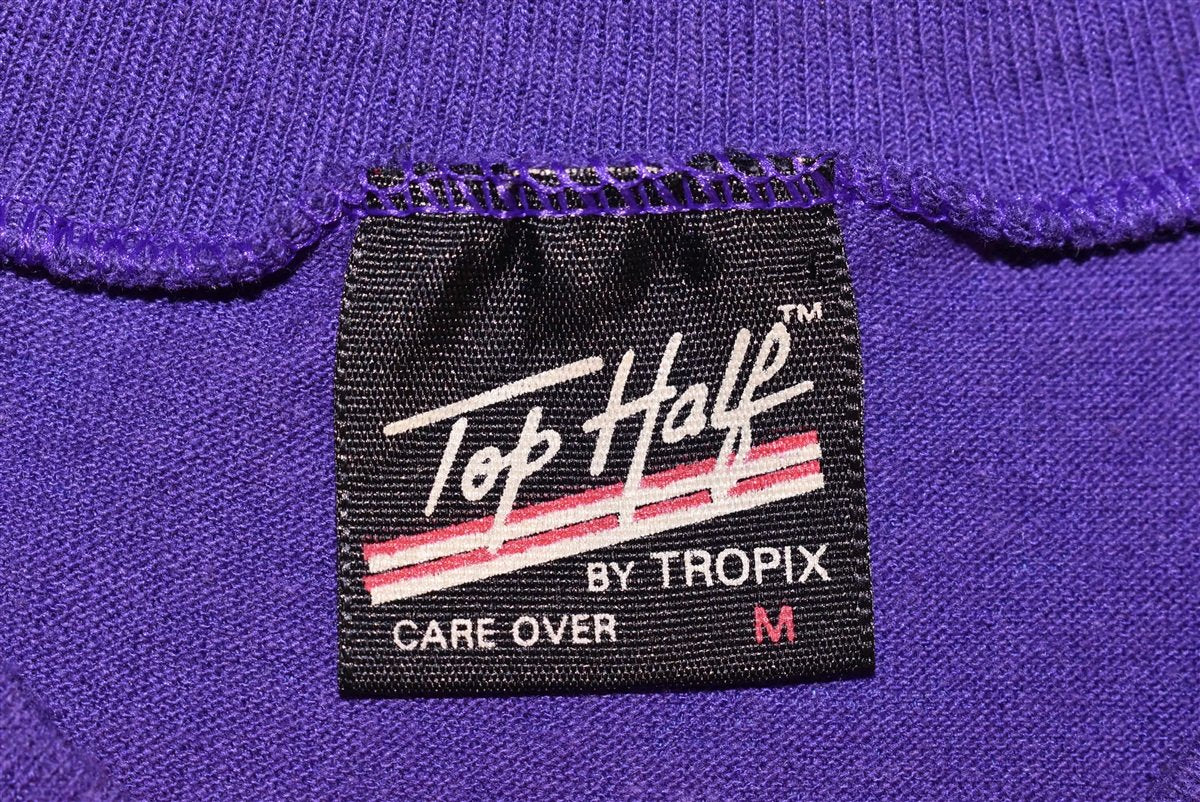 Top Half™
BY TROPIX
CARE OVER M